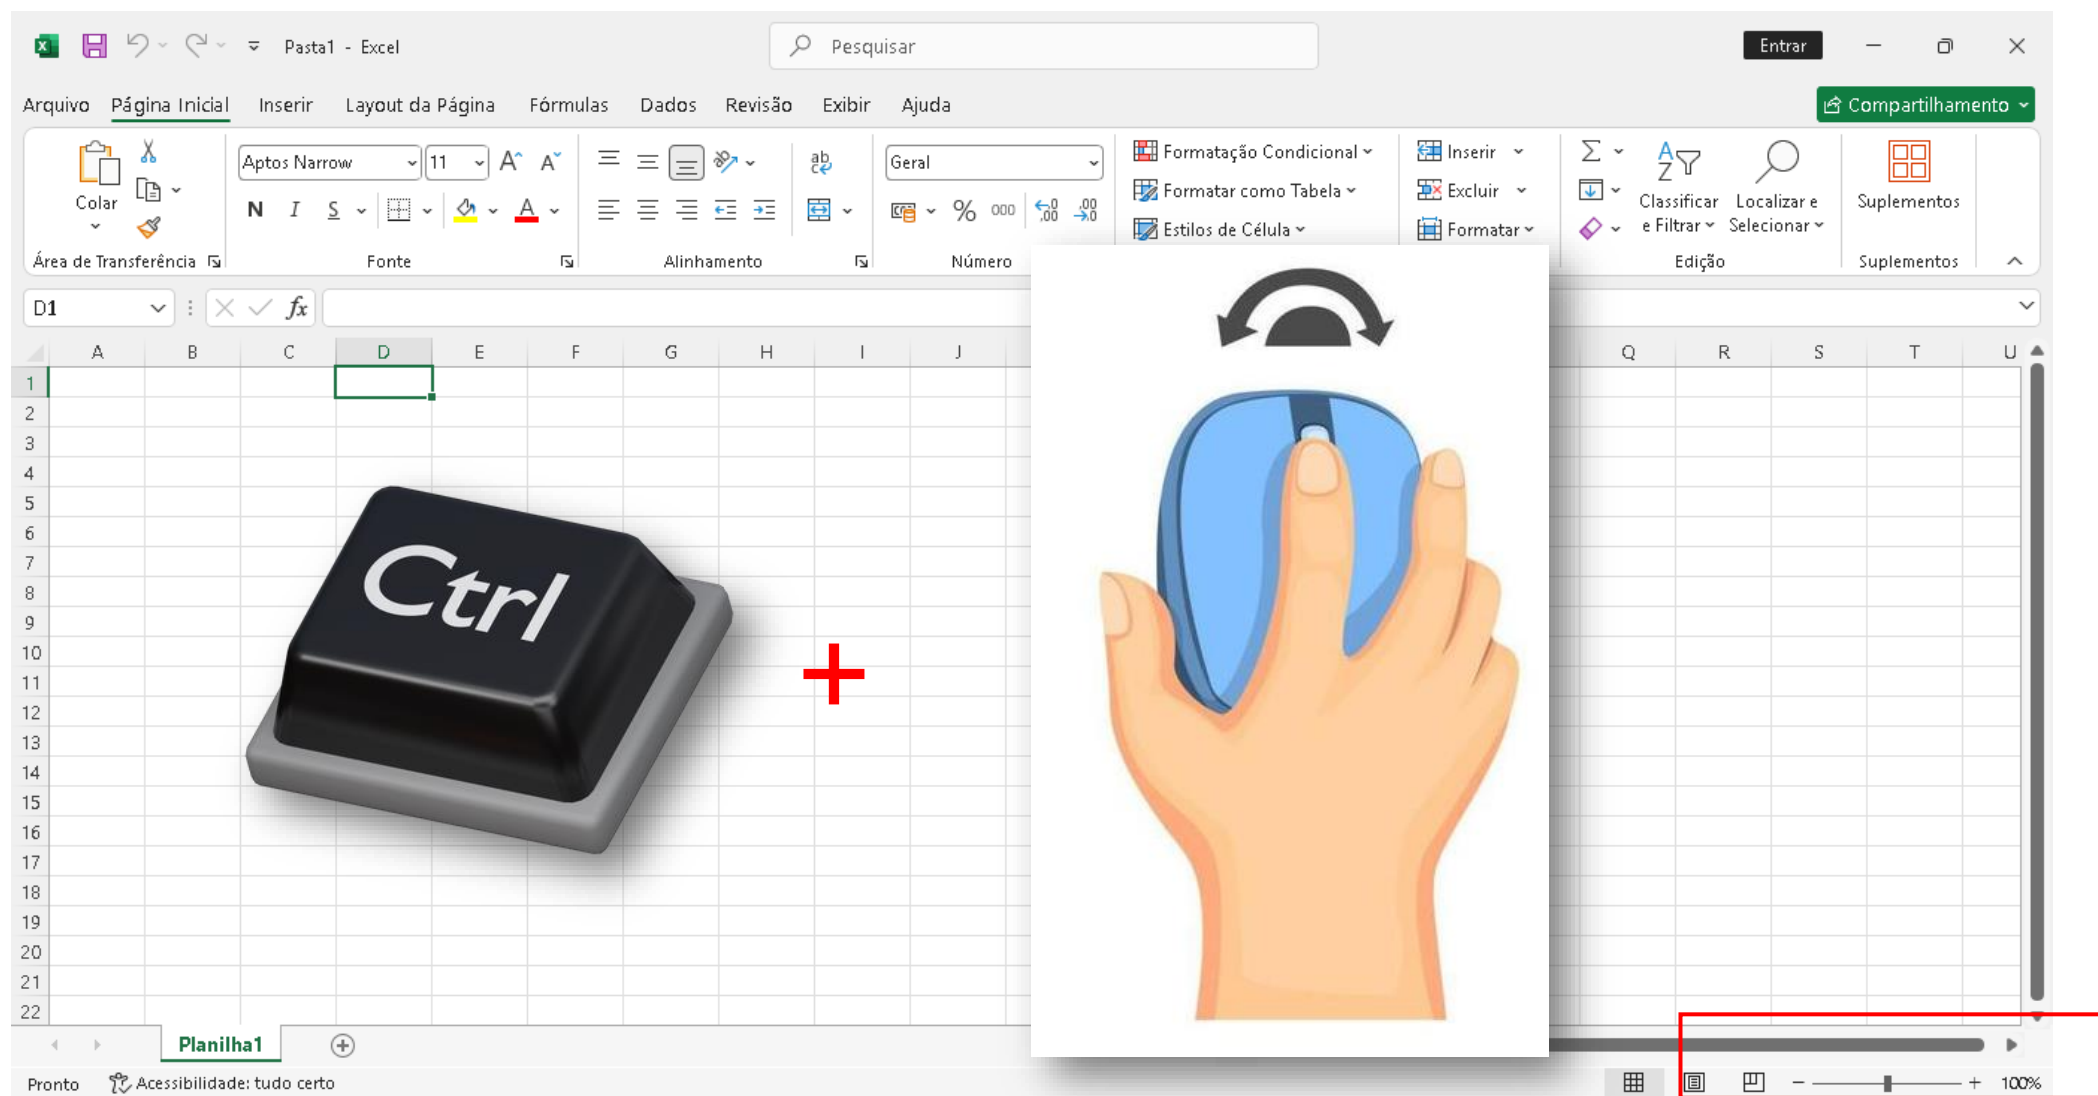 Pasta1 - Excel
Pesquisar
Entrar
Arquivo Página Inicial Inserir Layout da Página Fórmulas Dados Revisão Exibir Ajuda
Compartilhamento
Colar
Área de Transferência
Aptos Narrow 11 A A
N I S A
Fonte
ab
Alinhamento
Geral
% 000
Número
Formatação Condicional
Formatar como Tabela
Estilos de Célula
Inserir
Excluir
Formatar
Classificar e Filtrar
Localizar e Selecionar
Edição
Suplementos
Suplementos
D1 fx
A B C D E F G H I J Q R S T U
1
2
3
4
5
6
7
8
9
10
11
12
13
14
15
16
17
18
19
20
21
22
Ctrl
+
Planilha1
Pronto Acessibilidade: tudo certo
- + 100%